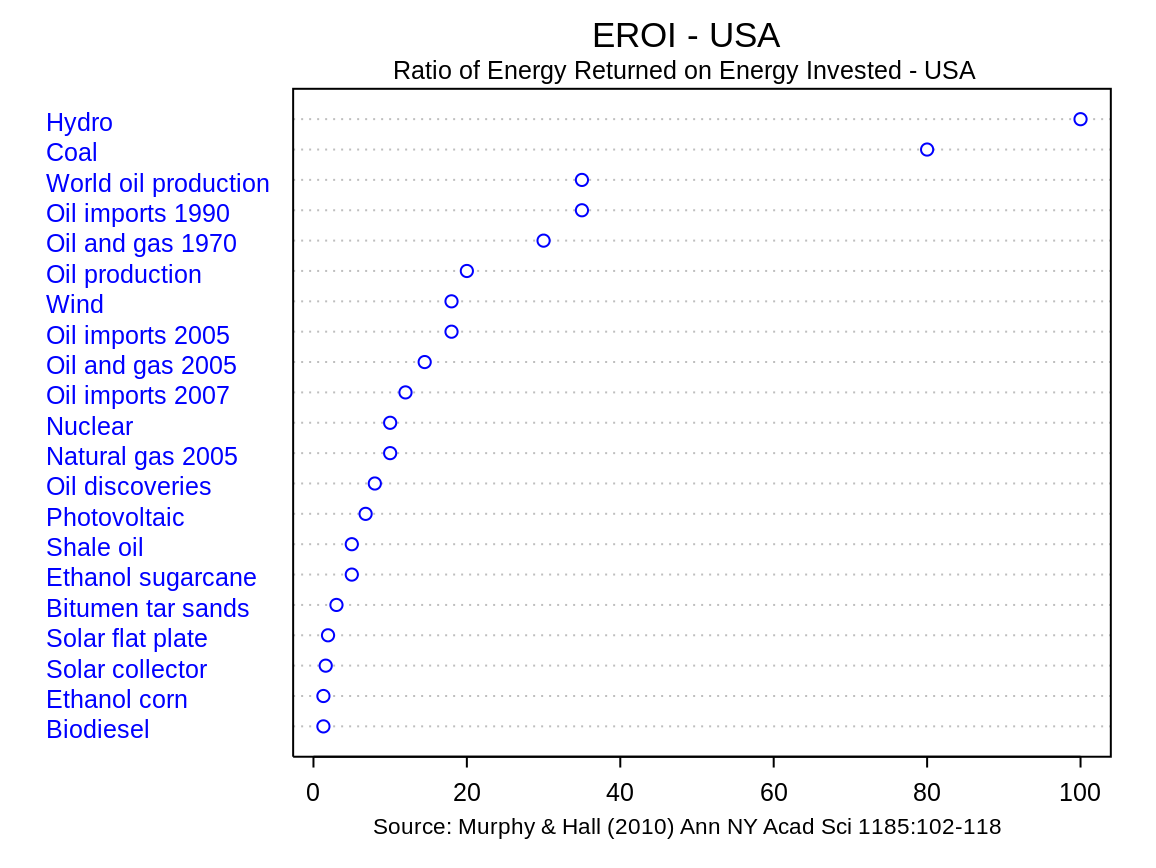 EROI - USA
Ratio of Energy Returned on Energy Invested - USA
Hydro
Coal
World oil production
Oil imports 1990
Oil and gas 1970
Oil production
Wind
Oil imports 2005
Oil and gas 2005
Oil imports 2007
Nuclear
Natural gas 2005
Oil discoveries
Photovoltaic
Shale oil
Ethanol sugarcane
Bitumen tar sands
Solar flat plate
Solar collector
Ethanol corn
Biodiesel
0 20 40 60 80 100
Source: Murphy & Hall (2010) Ann NY Acad Sci 1185:102-118